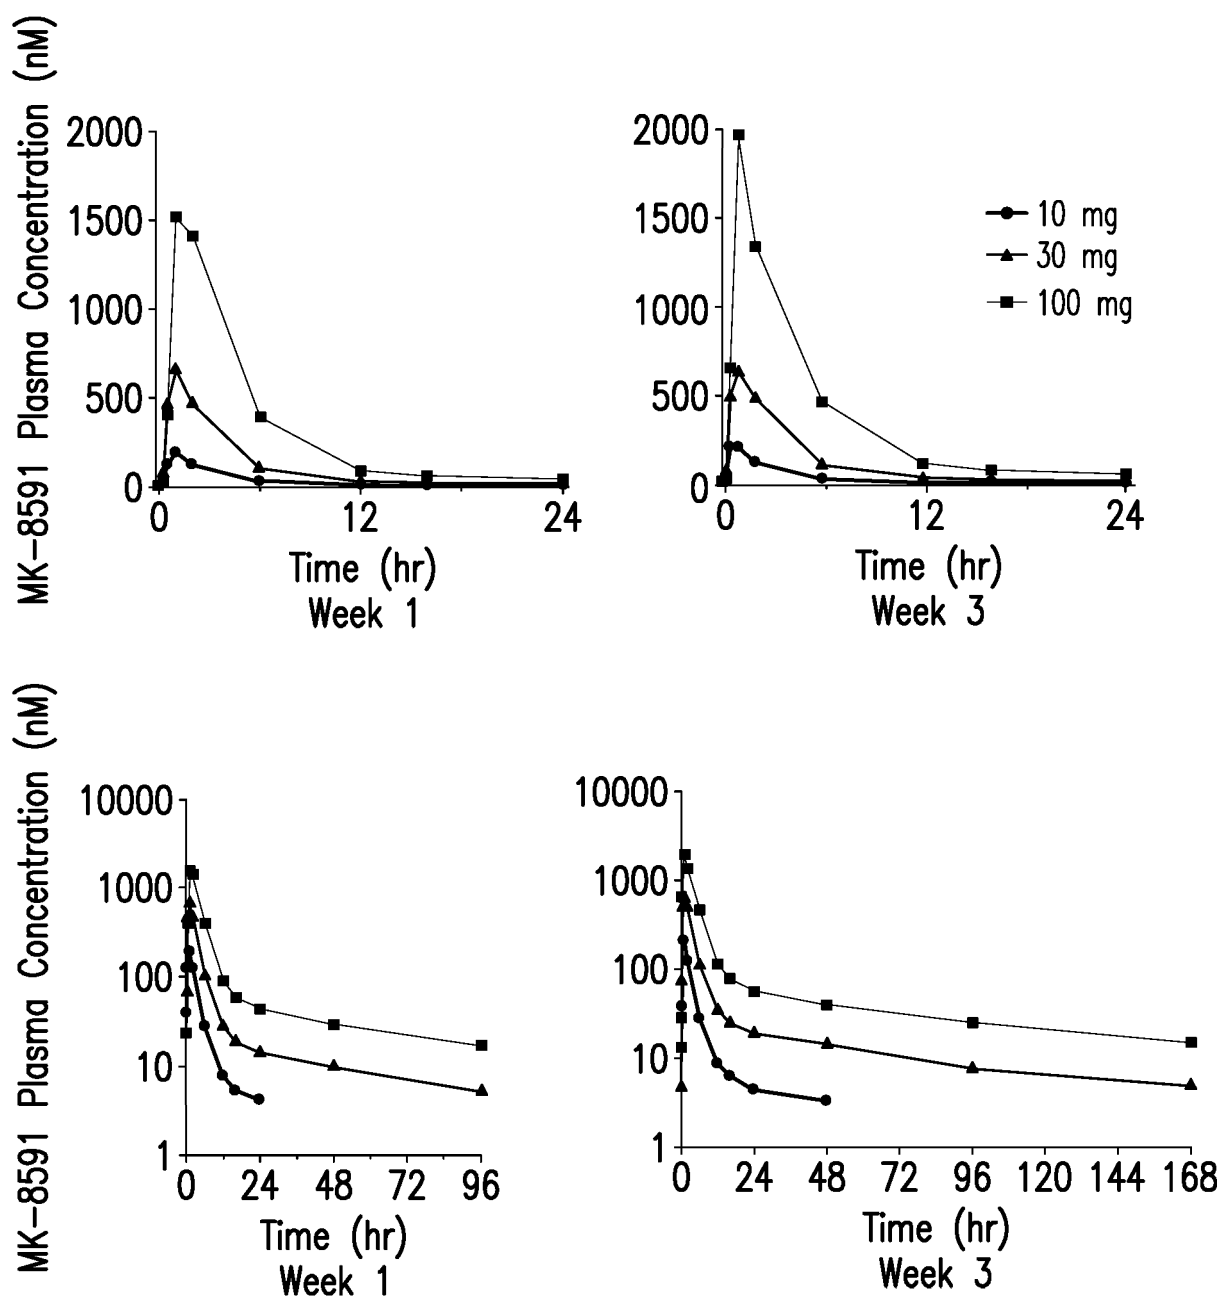 MK-8591 Plasma Concentration (nM)
2000
1500
1000
500
0
0 12 24
Time (hr)
Week 1
2000
1500
1000
500
0
0 12 24
Time (hr)
Week 3
10 mg
30 mg
100 mg
MK-8591 Plasma Concentration (nM)
10000
1000
100
10
1
0 24 48 72 96
Time (hr)
Week 1
10000
1000
100
10
1
0 24 48 72 96 120 144 168
Time (hr)
Week 3